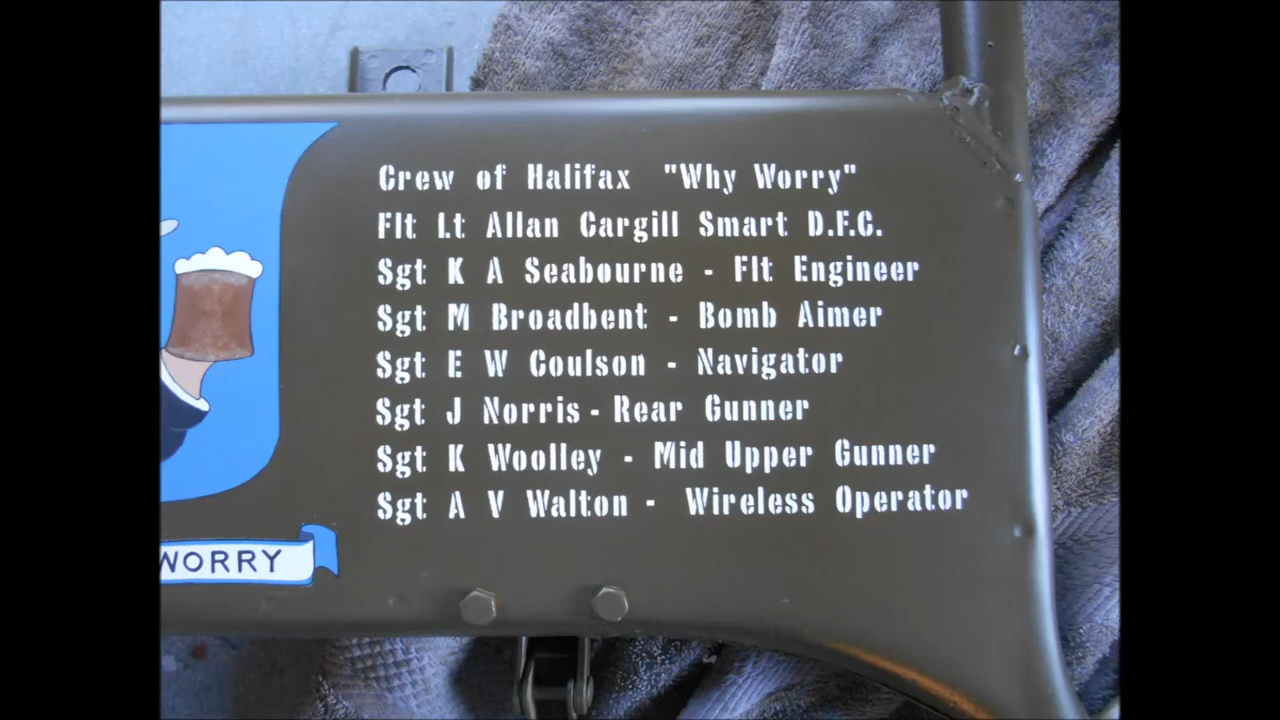 Crew of Halifax "Why Worry"
Flt Lt Allan Cargill Smart D.F.C.
Sgt K A Seabourne - Flt Engineer
Sgt M Broadbent - Bomb Aimer
Sgt E W Coulson - Navigator
Sgt J Norris - Rear Gunner
Sgt K Woolley - Mid Upper Gunner
Sgt A V Walton - Wireless Operator
WORRY